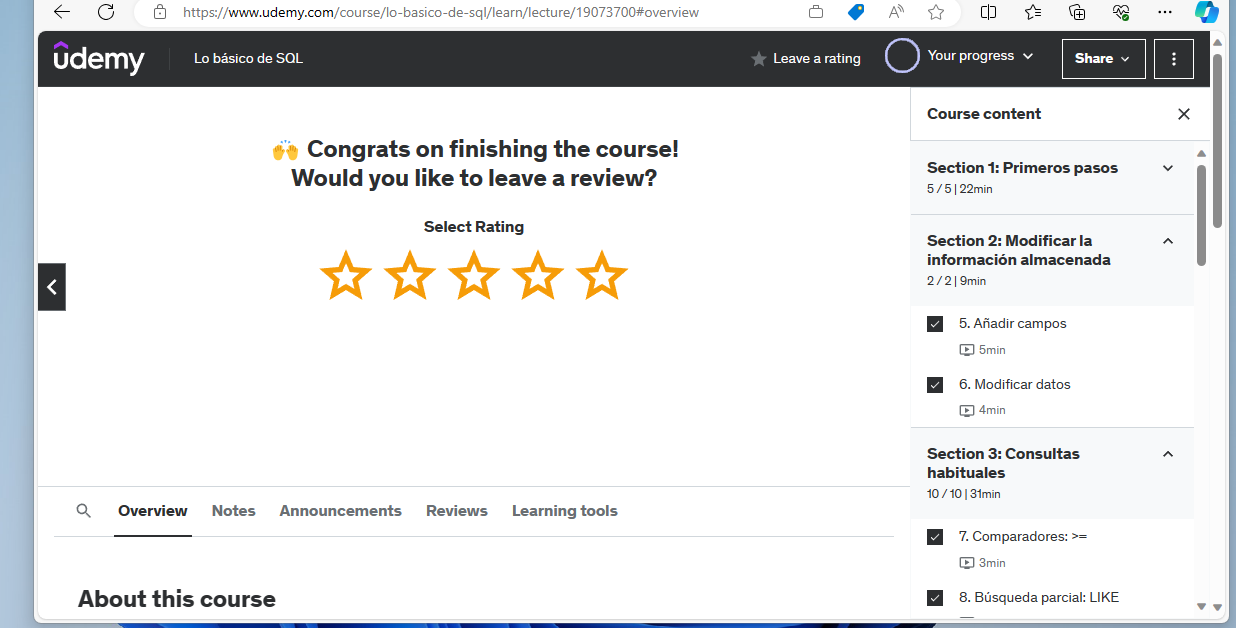 https://www.udemy.com/course/lo-basico-de-sql/learn/lecture/19073700#overview
udemy
Lo básico de SQL
Leave a rating
Your progress
Share
Congrats on finishing the course!
Would you like to leave a review?
Select Rating
Overview
Notes
Announcements
Reviews
Learning tools
About this course
Course content
Section 1: Primeros pasos
5 / 5 | 22min
Section 2: Modificar la
información almacenada
2 / 2 | 9min
5. Añadir campos
5min
6. Modificar datos
4min
Section 3: Consultas
habituales
10 / 10 | 31min
7. Comparadores: >=
3min
8. Búsqueda parcial: LIKE